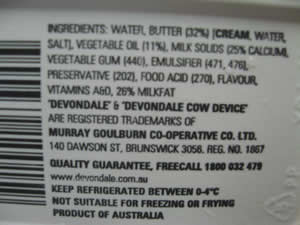 INGREDIENTS: WATER, BUTTER (32%) [CREAM, WATER,
SALT], VEGETABLE OIL (11%), MILK SOLIDS (25% CALCIUM),
VEGETABLE GUM (440), EMULSIFIER (471, 476),
PRESERVATIVE (202), FOOD ACID (270), FLAVOUR,
VITAMINS A&D, 26% MILKFAT
'DEVONDALE' & 'DEVONDALE COW DEVICE'
ARE REGISTERED TRADEMARKS OF
MURRAY GOULBURN CO-OPERATIVE CO. LTD.
140 DAWSON ST, BRUNSWICK 3056. REG. NO. 1867
QUALITY GUARANTEE, FREECALL 1800 032 479
www.devondale.com.au
KEEP REFRIGERATED BETWEEN 0-4°C
NOT SUITABLE FOR FREEZING OR FRYING
PRODUCT OF AUSTRALIA